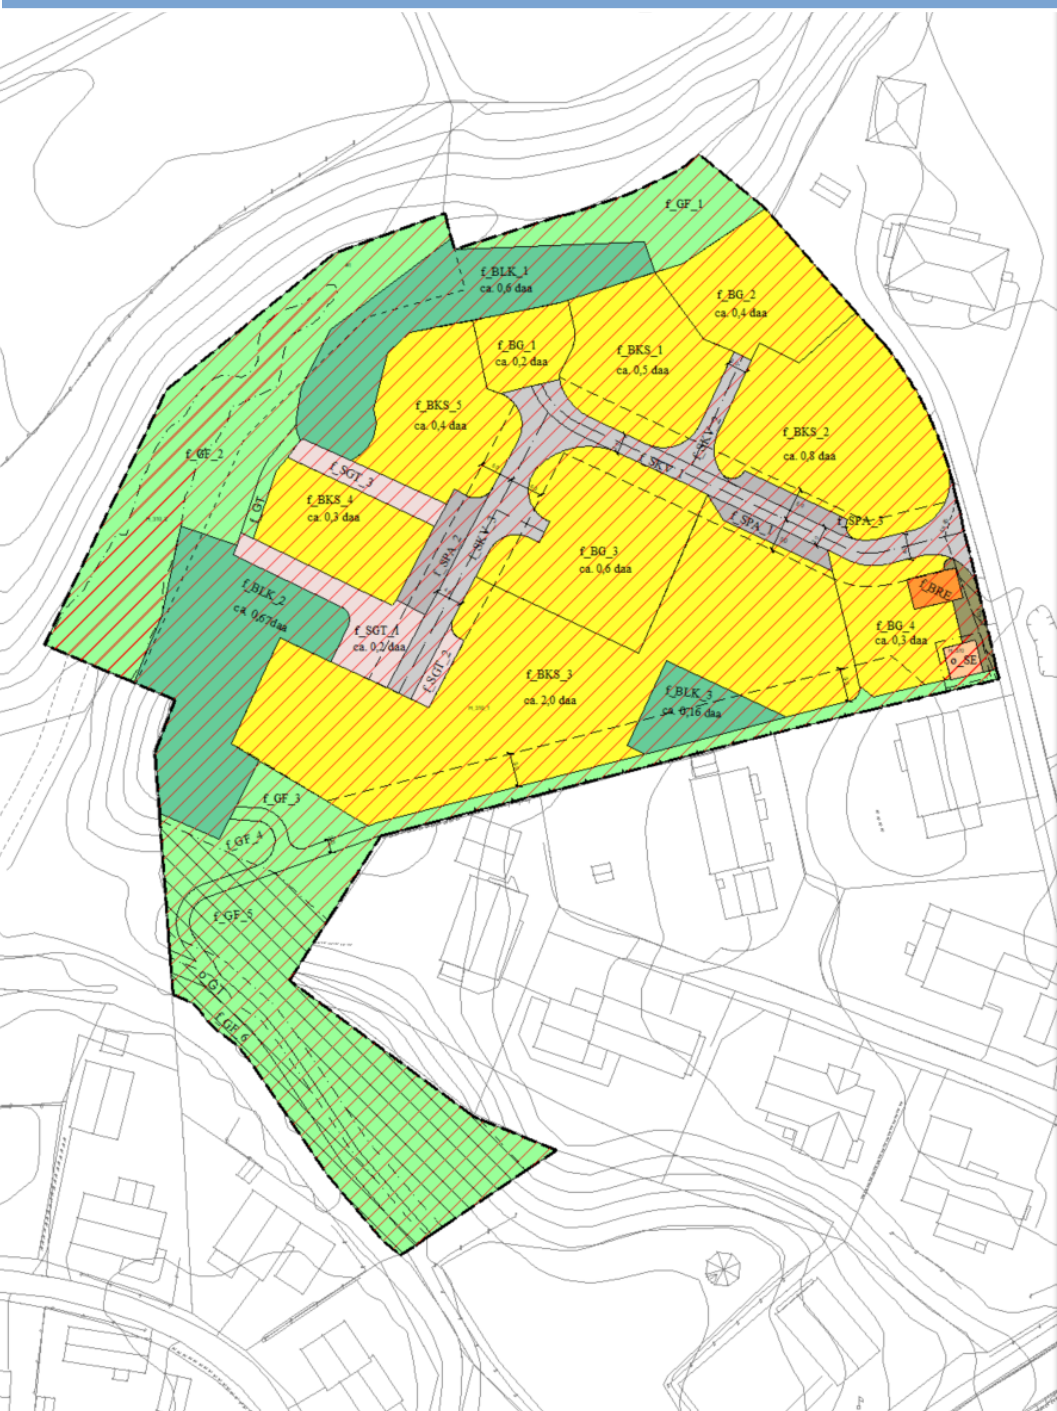 f_GF_1
f_BLK_1
ca. 0,6 daa
f_BG_2
ca. 0,4 daa
f_BG_1
ca. 0,2 daa
f_BKS_1
ca. 0,5 daa
f_BKS_5
ca. 0,4 daa
f_BKS_2
ca. 0,8 daa
f_SKV_2
f_GF_2
f_SGT_3
f_SKV_1
f_BKS_4
ca. 0,3 daa
f_GT
f_SPA_1
f_SPA_3
f_SPA_2
f_SKV_3
f_BG_3
ca. 0,6 daa
f_BLK_2
ca. 0,67daa
f_BRE
f_BG_4
ca. 0,3 daa
f_SGT_1
ca. 0,2 daa
o_SE
f_SGT_2
f_BKS_3
ca. 2,0 daa
f_BLK_3
ca. 0,16 daa
f_GF_3
f_GF_4
f_GF_5
o_GT
f_GF_6